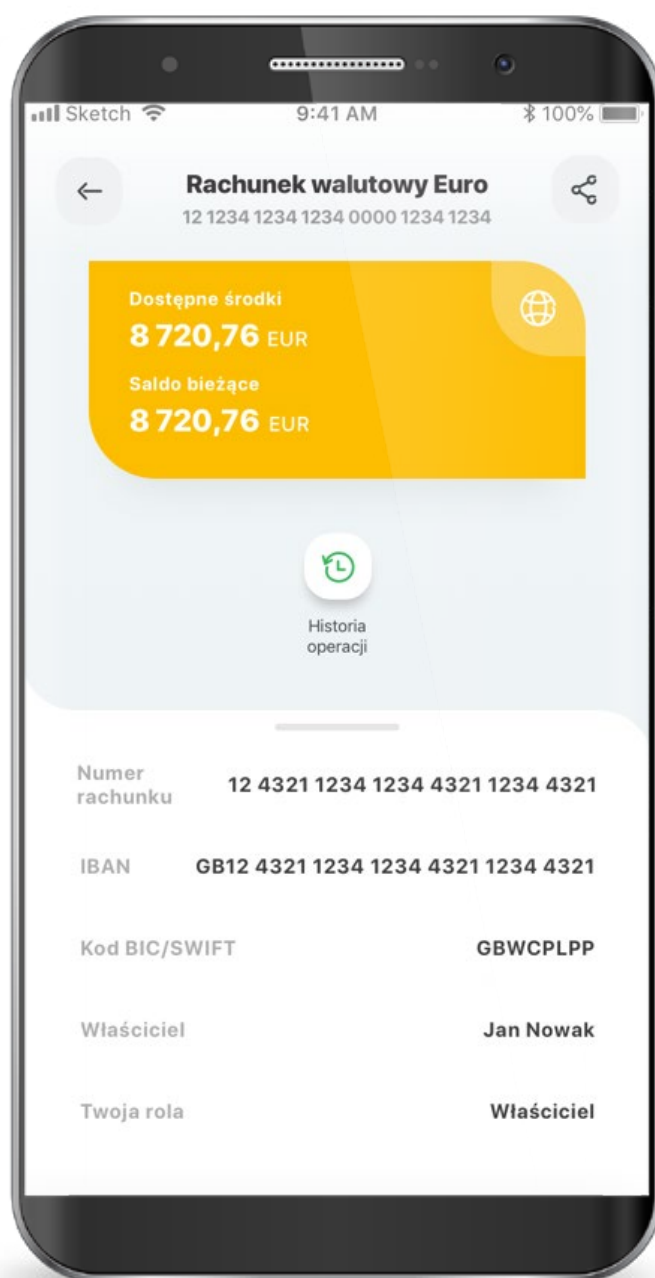 Sketch 9:41 AM 100%
Rachunek walutowy Euro
12 1234 1234 1234 0000 1234 1234
Dostępne środki
8 720,76 EUR
Saldo bieżące
8 720,76 EUR
Historia
operacji
Numer
rachunku
12 4321 1234 1234 4321 1234 4321
IBAN GB12 4321 1234 1234 4321 1234 4321
Kod BIC/SWIFT GBWCPLPP
Właściciel Jan Nowak
Twoja rola Właściciel